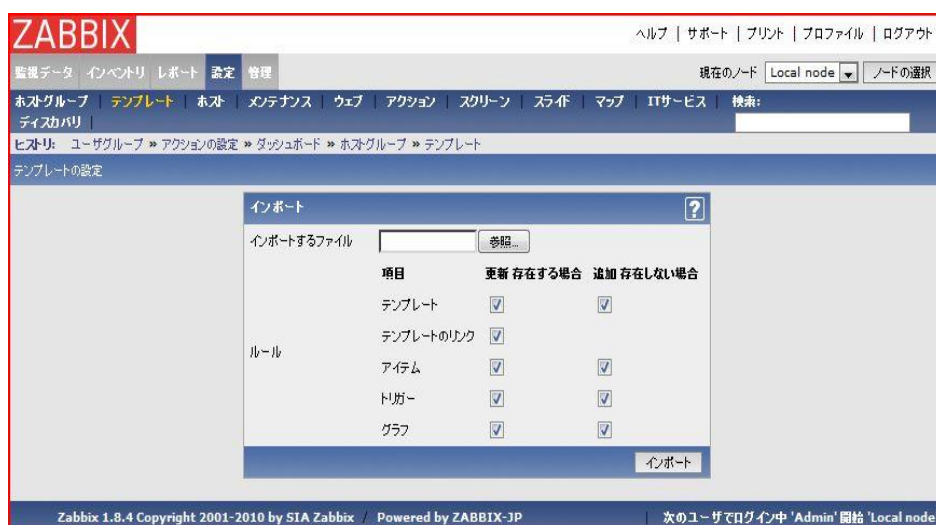 ZABBIX
ヘルプ | サポート | プリント | プロファイル | ログアウト
監視データ インベントリ レポート 設定 管理
現在のノード Local node ノードの選択
ホストグループ | テンプレート | ホスト | メンテナンス | ウェブ | アクション | スクリーン | スライド | マップ | ITサービス | 検索:
ディスカバリ |
ヒストリ: ユーザグループ » アクションの設定 » ダッシュボード » ホストグループ » テンプレート
テンプレートの設定
インポート ?
インポートするファイル 参照...
項目 更新 存在する場合 追加 存在しない場合
テンプレート
テンプレートのリンク
ルール
アイテム
トリガー
グラフ
インポート
Zabbix 1.8.4 Copyright 2001-2010 by SIA Zabbix / Powered by ZABBIX-JP | 次のユーザでログイン中 'Admin' 開始 'Local node